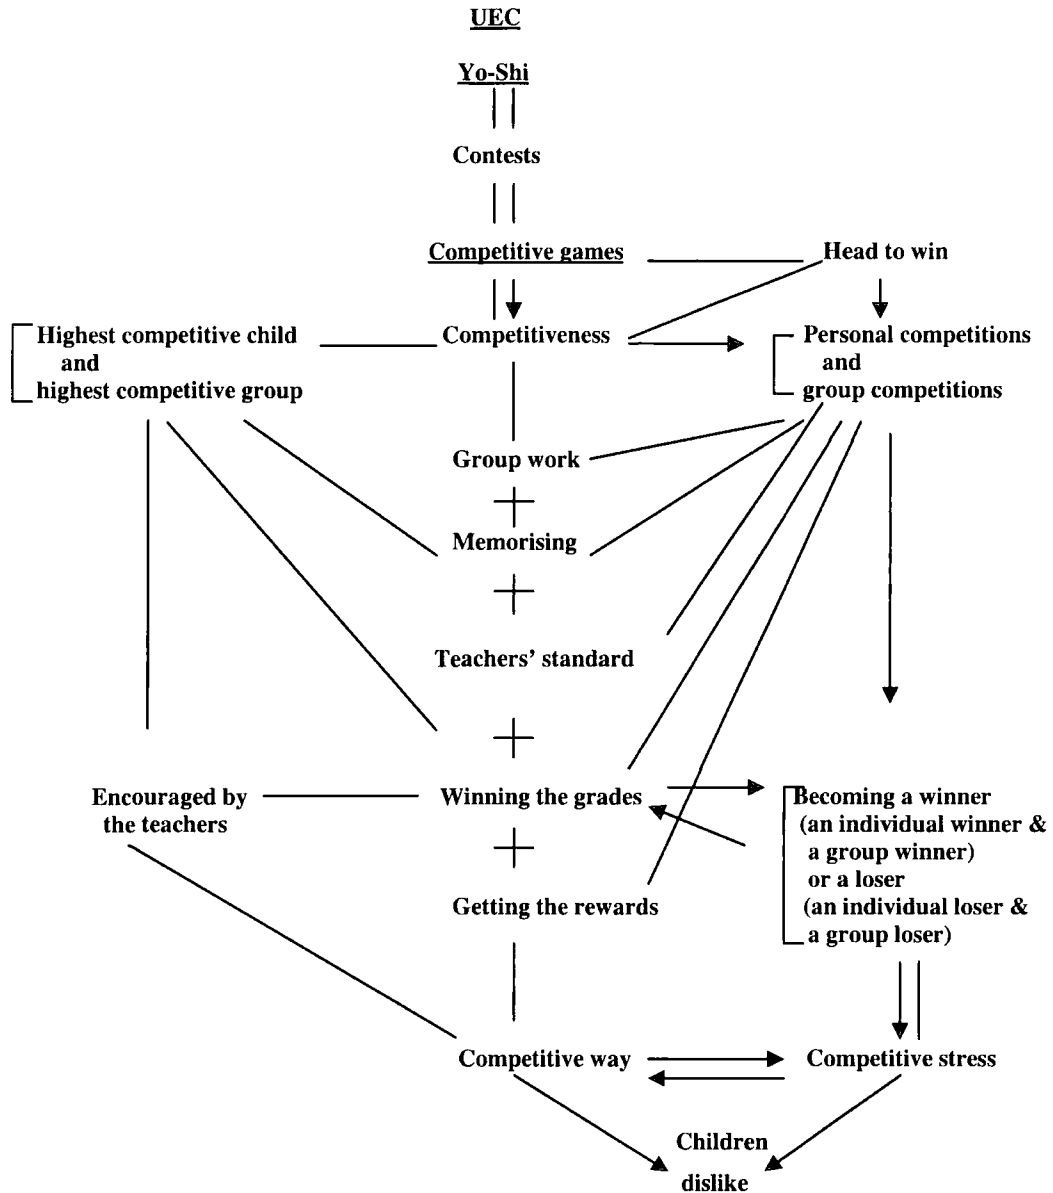 UEC
Yo-Shi
Contests
Competitive games
Head to win
Highest competitive child
and
highest competitive group
Competitiveness
Personal competitions
and
group competitions
Group work
Memorising
Teachers' standard
Encouraged by
the teachers
Winning the grades
Becoming a winner
(an individual winner &
a group winner)
or a loser
(an individual loser &
a group loser)
Getting the rewards
Competitive way
Competitive stress
Children
dislike